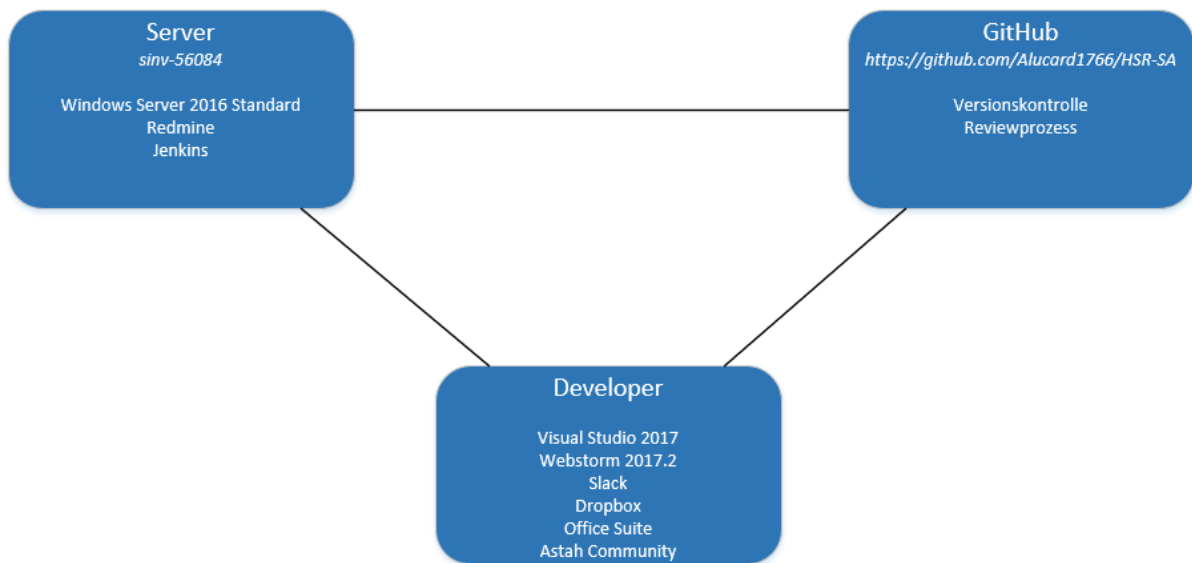 Server
sinv-56084
Windows Server 2016 Standard
Redmine
Jenkins
GitHub
https://github.com/Alucard1766/HSR-SA
Versionskontrolle
Reviewprozess
Developer
Visual Studio 2017
Webstorm 2017.2
Slack
Dropbox
Office Suite
Astah Community